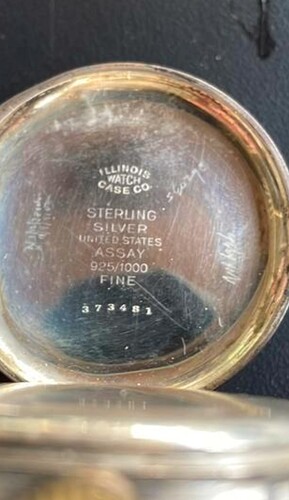 ILLINOIS
WATCH
CASE CO.
STERLING
SILVER
UNITED STATES
ASSAY
925/1000
FINE
373481